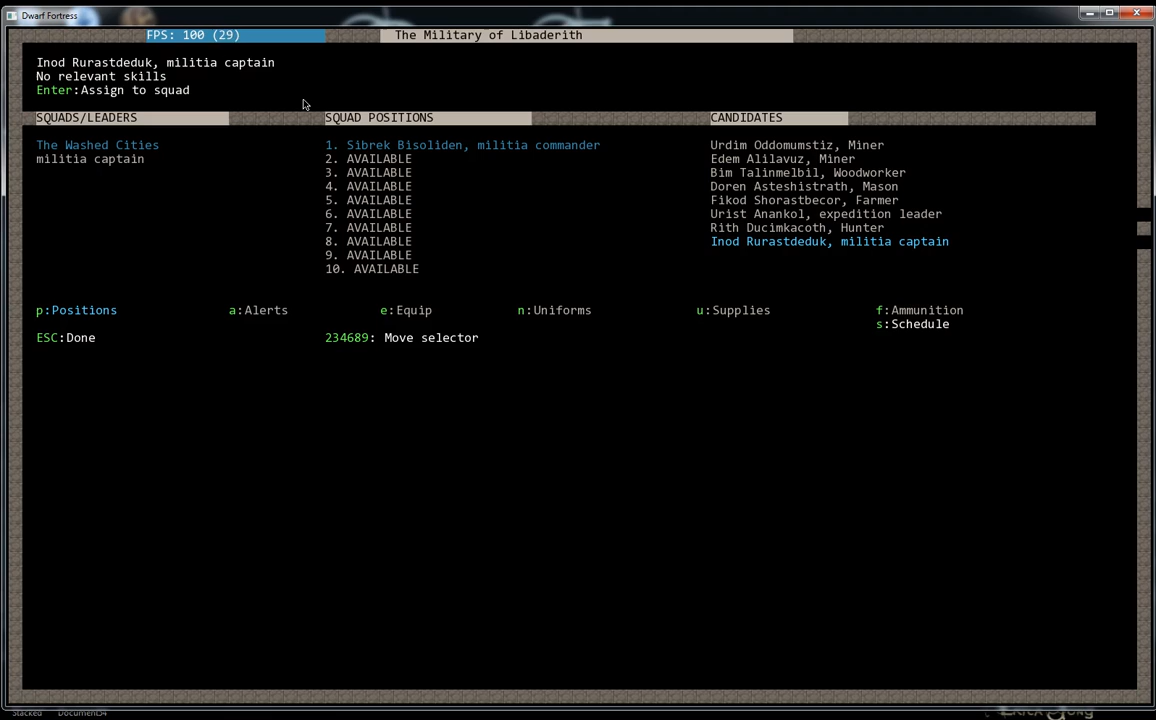 Dwarf Fortress
FPS: 100 (29)
The Military of Libaderith
Inod Rurastdeduk, militia captain
No relevant skills
Enter:Assign to squad
SQUADS/LEADERS
SQUAD POSITIONS
CANDIDATES
The Washed Cities
militia captain
1. Sibrek Bisoliden, militia commander
2. AVAILABLE
3. AVAILABLE
4. AVAILABLE
5. AVAILABLE
6. AVAILABLE
7. AVAILABLE
8. AVAILABLE
9. AVAILABLE
10. AVAILABLE
Urdim Oddomumstiz, Miner
Edem Alilavuz, Miner
Bim Talinmelbil, Woodworker
Doren Asteshistrath, Mason
Fikod Shorastbecor, Farmer
Urist Anankol, expedition leader
Rith Ducimkacoth, Hunter
Inod Rurastdeduk, militia captain
p:Positions
a:Alerts
e:Equip
n:Uniforms
u:Supplies
f:Ammunition
s:Schedule
ESC:Done
234689: Move selector
Stacked